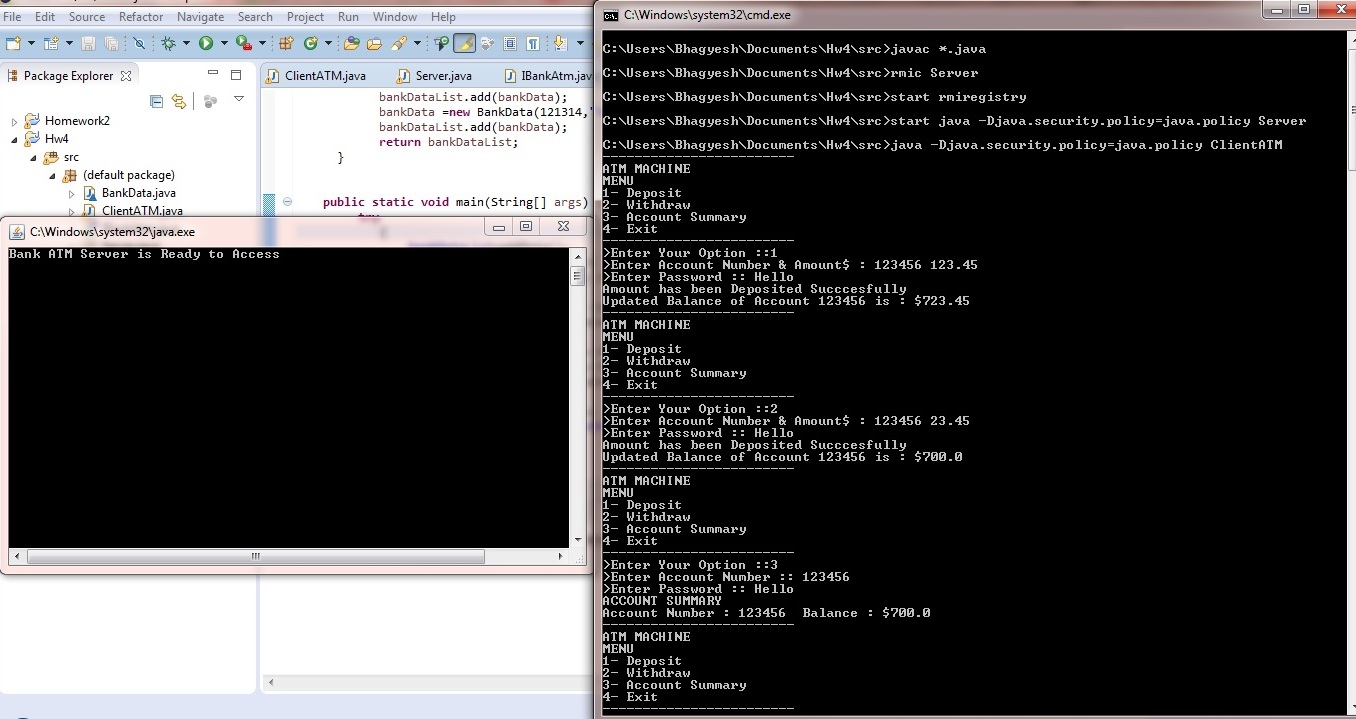 File Edit Source Refactor Navigate Search Project Run Window Help
Package Explorer
Homework2
Hw4
src
(default package)
BankData.java
ClientATM.java
ClientATM.java Server.java IBankAtm.jav
bankDataList.add(bankData);
bankData =new BankData(121314,"
bankDataList.add(bankData);
return bankDataList;
}
public static void main(String[] args)
try
C:\Windows\system32\java.exe
Bank ATM Server is Ready to Access
C:\Windows\system32\cmd.exe
C:\Users\Bhagyesh\Documents\Hw4\src>javac *.java
C:\Users\Bhagyesh\Documents\Hw4\src>rmic Server
C:\Users\Bhagyesh\Documents\Hw4\src>start rmiregistry
C:\Users\Bhagyesh\Documents\Hw4\src>start java -Djava.security.policy=java.policy Server
C:\Users\Bhagyesh\Documents\Hw4\src>java -Djava.security.policy=java.policy ClientATM
------------------------
ATM MACHINE
MENU
1- Deposit
2- Withdraw
3- Account Summary
4- Exit
------------------------
>Enter Your Option ::1
>Enter Account Number & Amount$ : 123456 123.45
>Enter Password :: Hello
Amount has been Deposited Succcesfully
Updated Balance of Account 123456 is : $723.45
------------------------
ATM MACHINE
MENU
1- Deposit
2- Withdraw
3- Account Summary
4- Exit
------------------------
>Enter Your Option ::2
>Enter Account Number & Amount$ : 123456 23.45
>Enter Password :: Hello
Amount has been Deposited Succcesfully
Updated Balance of Account 123456 is : $700.0
------------------------
ATM MACHINE
MENU
1- Deposit
2- Withdraw
3- Account Summary
4- Exit
------------------------
>Enter Your Option ::3
>Enter Account Number :: 123456
>Enter Password :: Hello
ACCOUNT SUMMARY
Account Number : 123456  Balance : $700.0
------------------------
ATM MACHINE
MENU
1- Deposit
2- Withdraw
3- Account Summary
4- Exit
------------------------